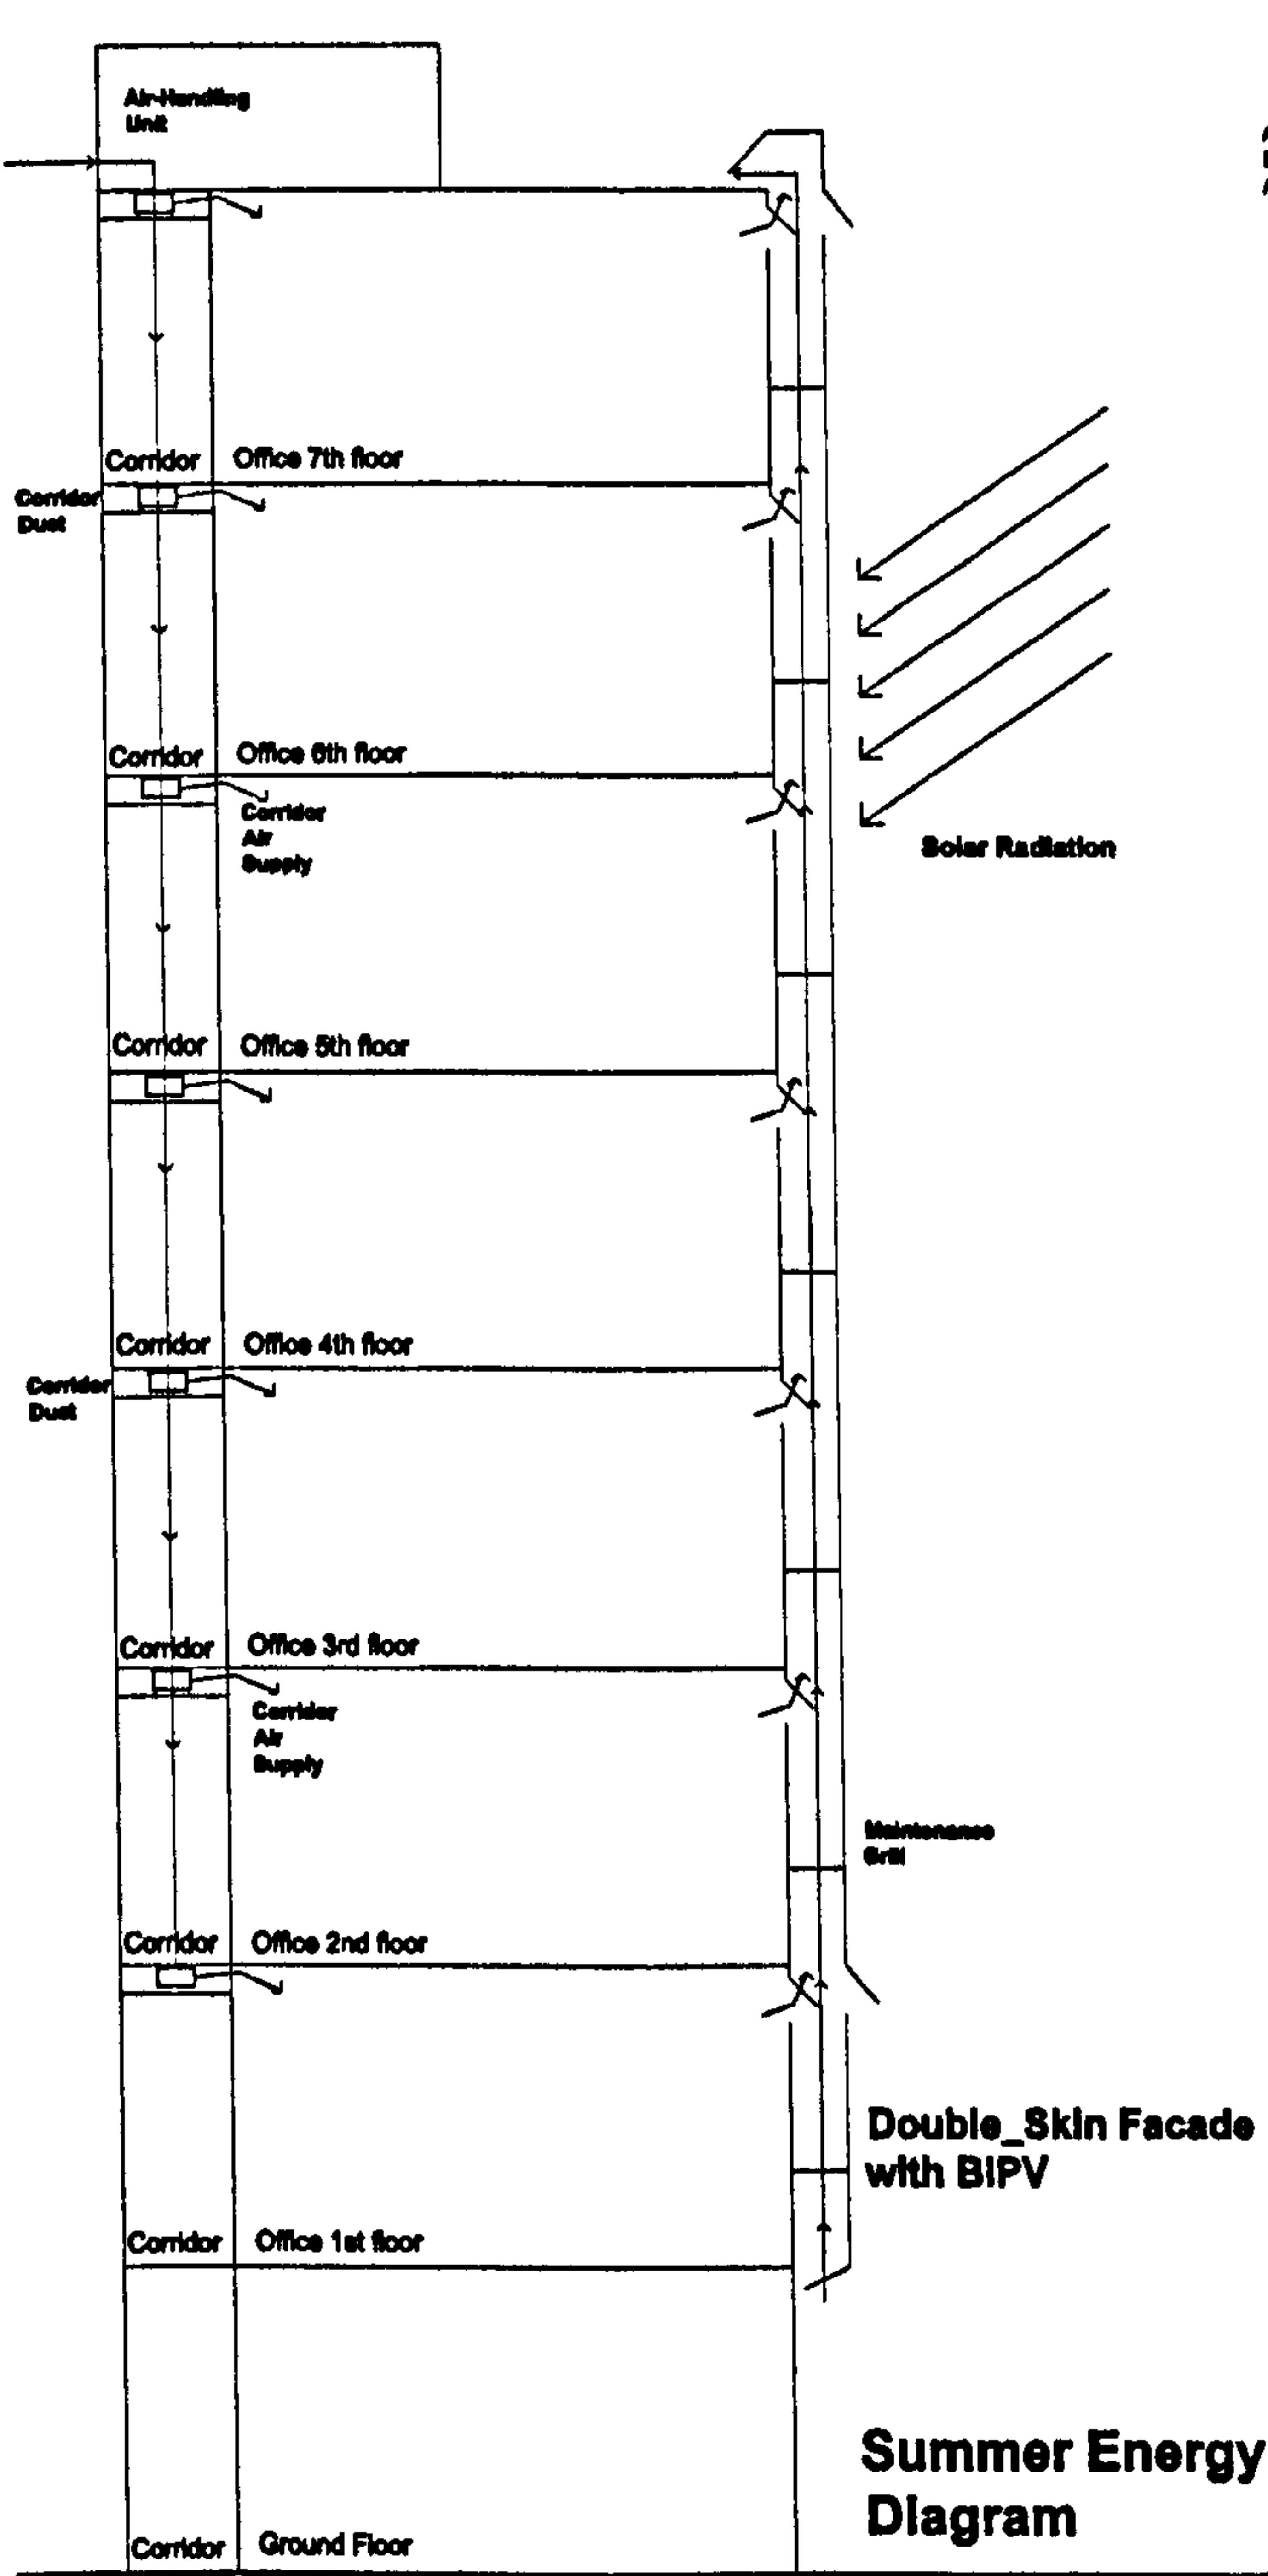 Air-Handling
Unit
Corridor Office 7th floor
Corridor
Duct
Corridor Office 6th floor
Corridor
Air
Supply
Solar Radiation
Corridor Office 5th floor
Corridor Office 4th floor
Corridor
Duct
Corridor Office 3rd floor
Corridor
Air
Supply
Maintenance
Grill
Corridor Office 2nd floor
Double_Skin Facade
with BIPV
Corridor Office 1st floor
Summer Energy
Diagram
Corridor Ground Floor